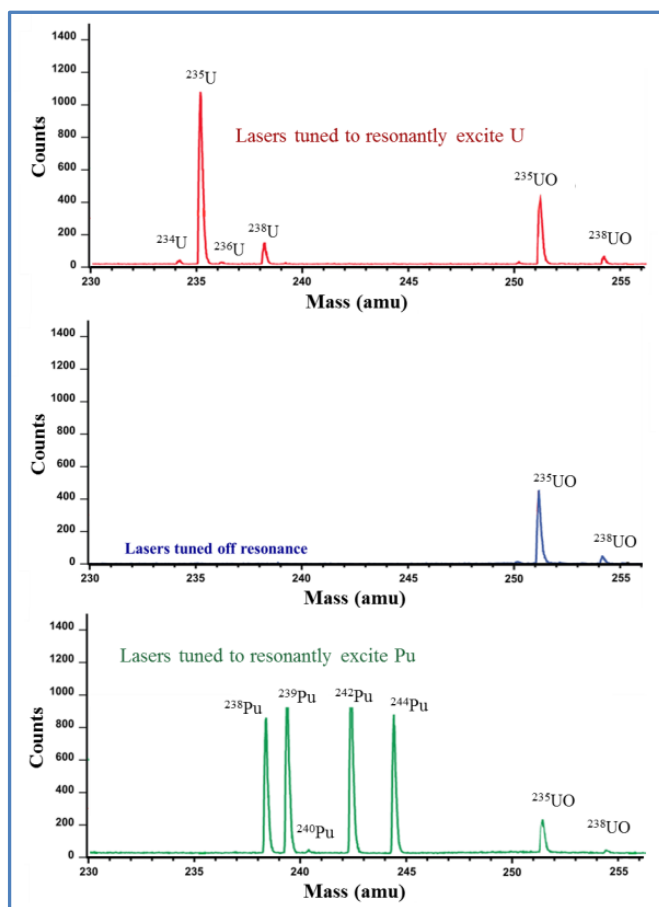 1400
1200
1000
800
600
400
200
0
Counts
²³⁵U
Lasers tuned to resonantly excite U
²³⁴U
²³⁶U
²³⁸U
²³⁵UO
²³⁸UO
230 235 240 245 250 255
Mass (amu)
1400
1200
1000
800
600
400
200
0
Counts
²³⁵UO
²³⁸UO
Lasers tuned off resonance
230 235 240 245 250 255
Mass (amu)
1400
1200
1000
800
600
400
200
0
Counts
Lasers tuned to resonantly excite Pu
²³⁸Pu
²³⁹Pu
²⁴²Pu
²⁴⁴Pu
²⁴⁰Pu
²³⁵UO
²³⁸UO
230 235 240 245 250 255
Mass (amu)